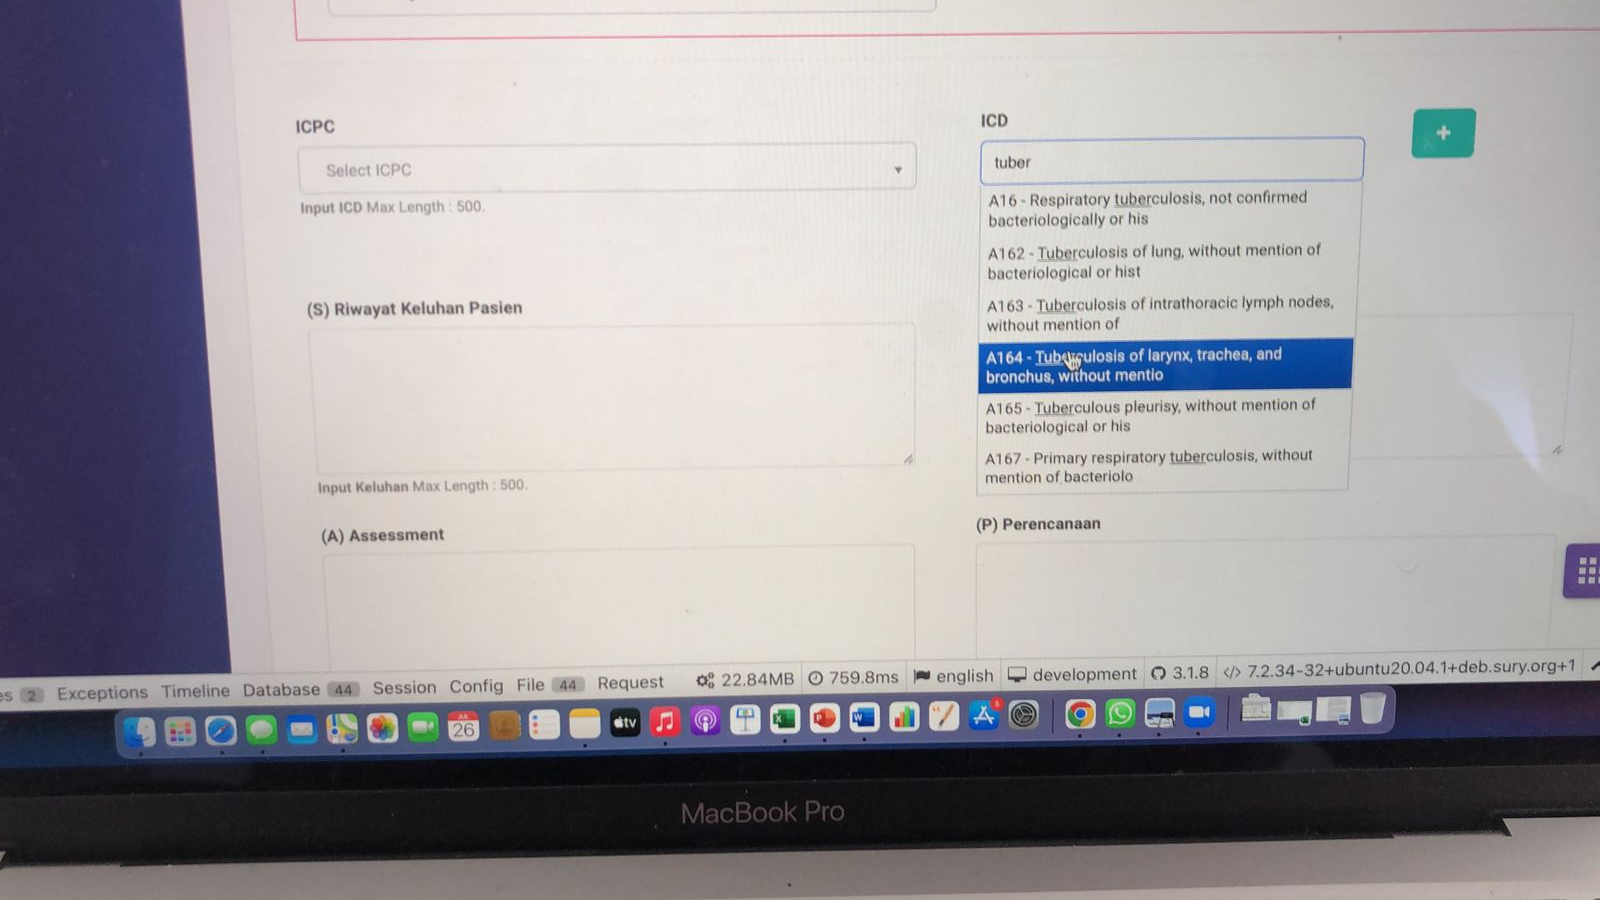 ICPC
Select ICPC
Input ICD Max Length : 500.
ICD
tuber
+
A16 - Respiratory tuberculosis, not confirmed
bacteriologically or his
A162 - Tuberculosis of lung, without mention of
bacteriological or hist
A163 - Tuberculosis of intrathoracic lymph nodes,
without mention of
A164 - Tuberculosis of larynx, trachea, and
bronchus, without mentio
A165 - Tuberculous pleurisy, without mention of
bacteriological or his
A167 - Primary respiratory tuberculosis, without
mention of bacteriolo
(S) Riwayat Keluhan Pasien
Input Keluhan Max Length : 500.
(A) Assessment
(P) Perencanaan
es 2 Exceptions Timeline Database 44 Session Config File 44 Request 22.84MB 759.8ms english development 3.1.8 </> 7.2.34-32+ubuntu20.04.1+deb.sury.org+1
JUL
26
tv
MacBook Pro